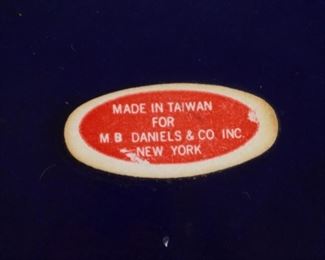 MADE IN TAIWAN
FOR
M.B. DANIELS & CO. INC.
NEW YORK